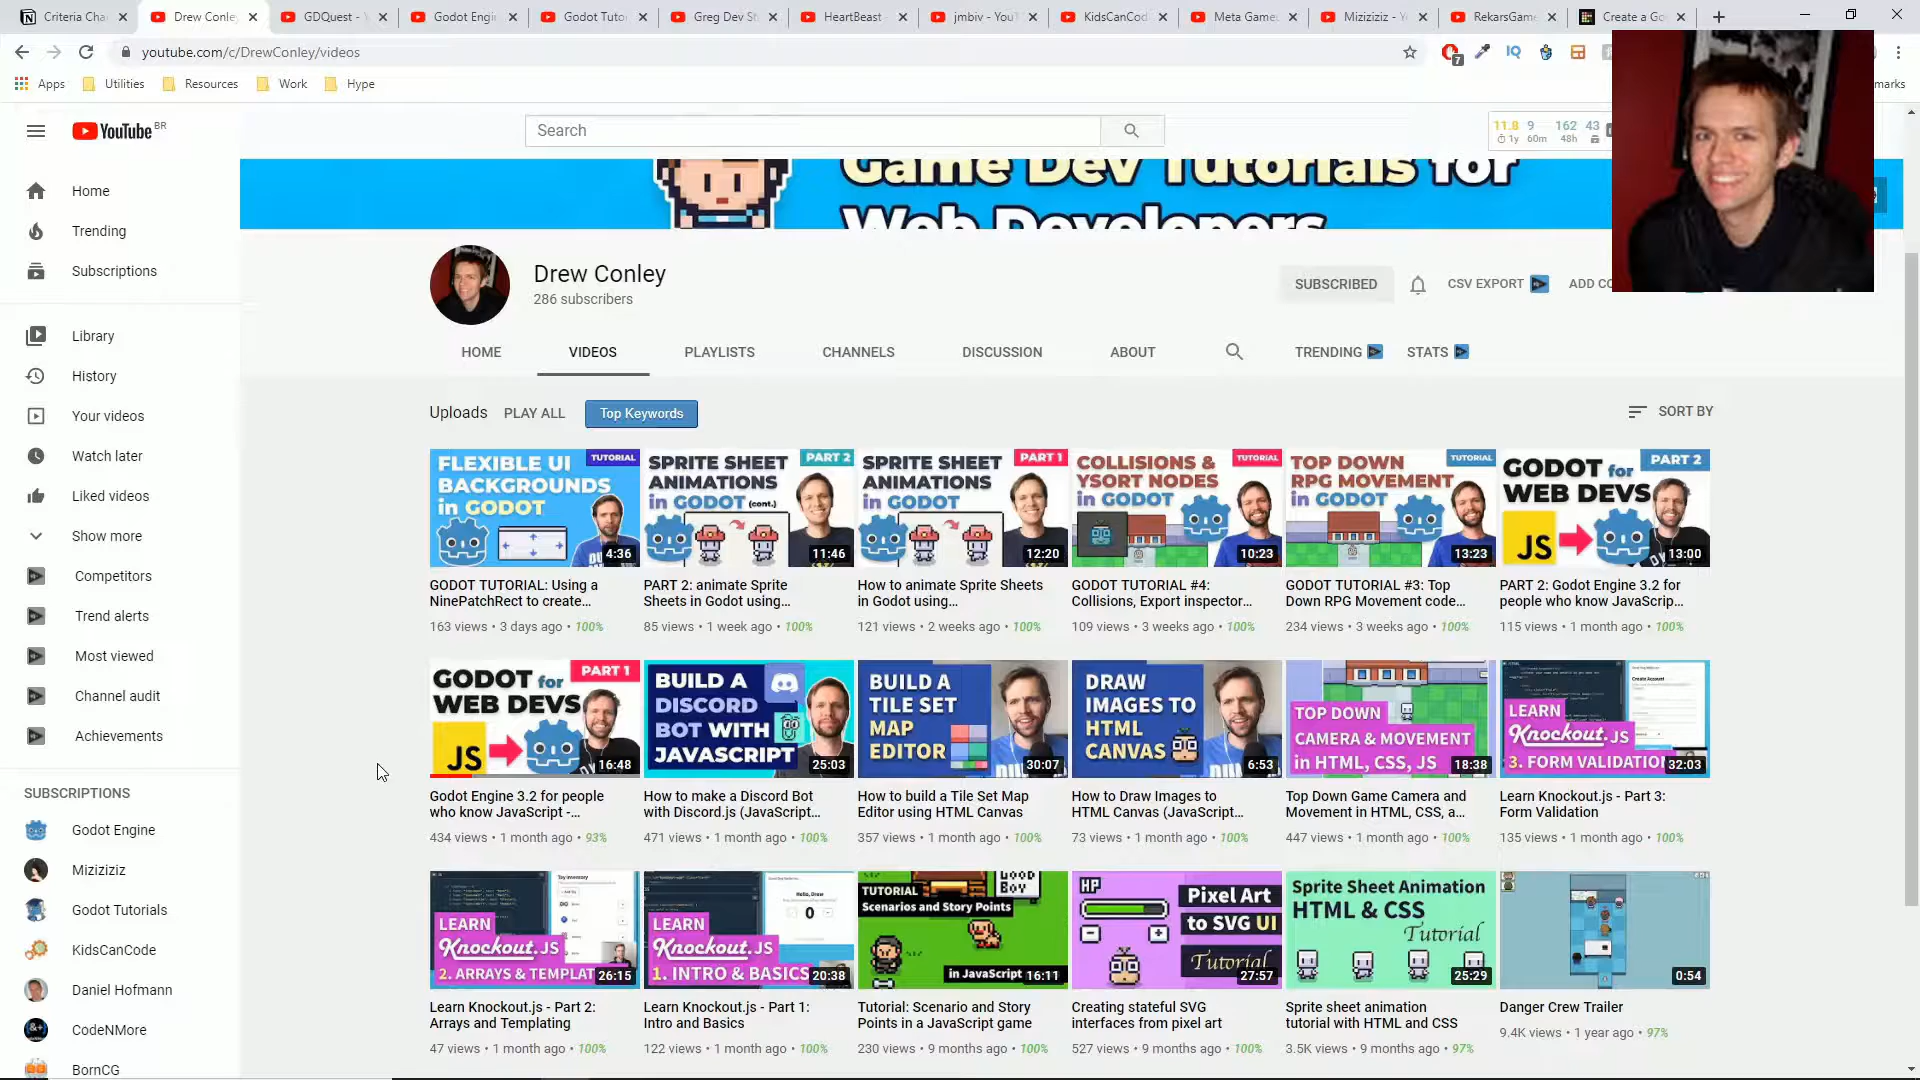 Criteria Cha
Drew Conley
GDQuest -
Godot Engi
Godot Tuto
Greg Dev St
HeartBeast -
jmbiv - YouT
KidsCanCod
Meta Game
Miziziziz - Y
RekarsGame
Create a Go
youtube.com/c/DrewConley/videos
7
IQ
Apps
Utilities
Resources
Work
Hype
marks
YouTube BR
Search
11.8 9 162 43
1y 60m 48h
Game Dev Tutorials for
Web Developers
Home
Trending
Subscriptions
Library
History
Your videos
Watch later
Liked videos
Show more
Competitors
Trend alerts
Most viewed
Channel audit
Achievements
SUBSCRIPTIONS
Godot Engine
Miziziziz
Godot Tutorials
KidsCanCode
Daniel Hofmann
CodeNMore
BornCG
Drew Conley
286 subscribers
SUBSCRIBED
CSV EXPORT
ADD CO
HOME
VIDEOS
PLAYLISTS
CHANNELS
DISCUSSION
ABOUT
TRENDING
STATS
Uploads
PLAY ALL
Top Keywords
SORT BY
FLEXIBLE UI
BACKGROUNDS
in GODOT
TUTORIAL
4:36
GODOT TUTORIAL: Using a
NinePatchRect to create...
163 views • 3 days ago • 100%
SPRITE SHEET
ANIMATIONS
in GODOT (cont.)
PART 2
11:46
PART 2: animate Sprite
Sheets in Godot using...
85 views • 1 week ago • 100%
SPRITE SHEET
ANIMATIONS
in GODOT
PART 1
12:20
How to animate Sprite Sheets
in Godot using...
121 views • 2 weeks ago • 100%
COLLISIONS &
YSORT NODES
in GODOT
TUTORIAL
10:23
GODOT TUTORIAL #4:
Collisions, Export inspector...
109 views • 3 weeks ago • 100%
TOP DOWN
RPG MOVEMENT
in GODOT
TUTORIAL
13:23
GODOT TUTORIAL #3: Top
Down RPG Movement code...
234 views • 3 weeks ago • 100%
GODOT for
WEB DEVS
PART 2
JS
13:00
PART 2: Godot Engine 3.2 for
people who know JavaScrip...
115 views • 1 month ago • 100%
GODOT for
WEB DEVS
PART 1
JS
16:48
Godot Engine 3.2 for people
who know JavaScript -...
434 views • 1 month ago • 93%
BUILD A
DISCORD
BOT WITH
JAVASCRIPT
25:03
How to make a Discord Bot
with Discord.js (JavaScript...
471 views • 1 month ago • 100%
BUILD A
TILE SET
MAP
EDITOR
30:07
How to build a Tile Set Map
Editor using HTML Canvas
357 views • 1 month ago • 100%
DRAW
IMAGES TO
HTML
CANVAS
6:53
How to Draw Images to
HTML Canvas (JavaScript...
73 views • 1 month ago • 100%
TOP DOWN
CAMERA & MOVEMENT
in HTML, CSS, JS
18:38
Top Down Game Camera and
Movement in HTML, CSS, a...
447 views • 1 month ago • 100%
Create Account
LEARN
Knockout.JS
3. FORM VALIDATION
32:03
Learn Knockout.js - Part 3:
Form Validation
135 views • 1 month ago • 100%
LEARN
Knockout.JS
2. ARRAYS & TEMPLAT
26:15
Learn Knockout.js - Part 2:
Arrays and Templating
47 views • 1 month ago • 100%
Hello, Drew
0
LEARN
Knockout.JS
1. INTRO & BASICS
20:38
Learn Knockout.js - Part 1:
Intro and Basics
122 views • 1 month ago • 100%
GOOD
BOY
TUTORIAL
Scenarios and Story Points
in JavaScript
16:11
Tutorial: Scenario and Story
Points in a JavaScript game
230 views • 9 months ago • 100%
HP
Pixel Art
to SVG UI
Tutorial
27:57
Creating stateful SVG
interfaces from pixel art
527 views • 9 months ago • 100%
Sprite Sheet Animation
HTML & CSS
Tutorial
25:29
Sprite sheet animation
tutorial with HTML and CSS
3.5K views • 9 months ago • 97%
0:54
Danger Crew Trailer
9.4K views • 1 year ago • 97%